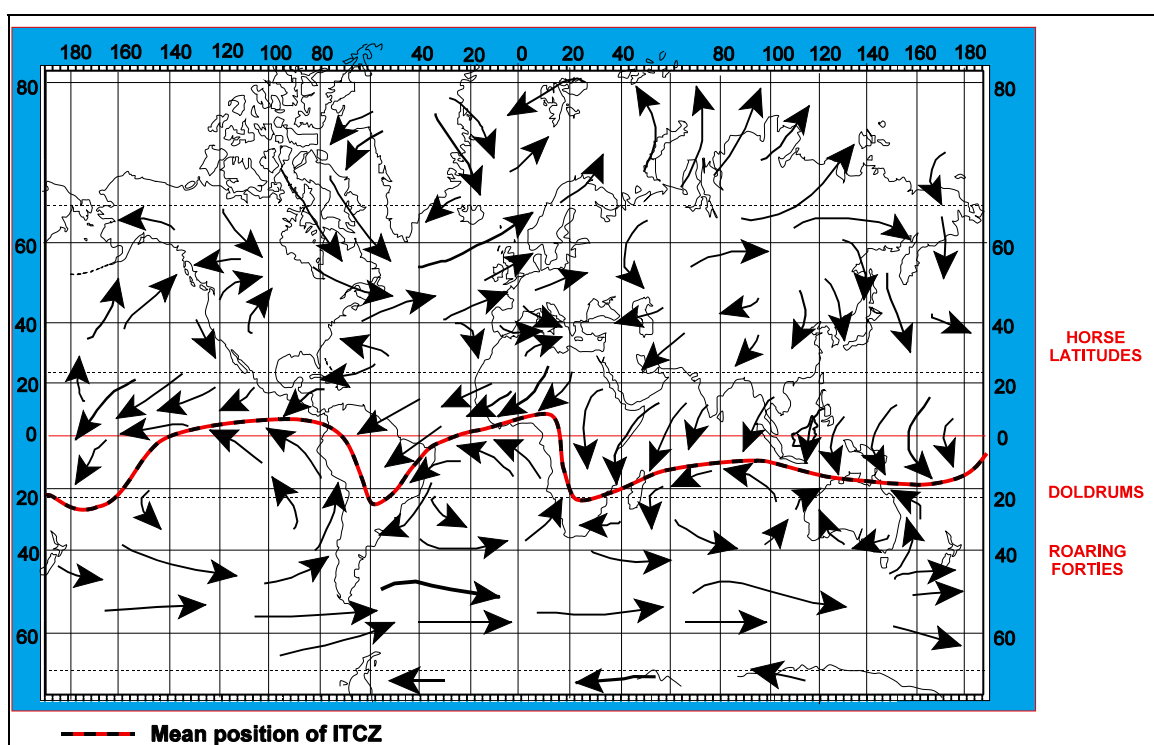 180 160 140 120 100 80 60 40 20 0 20 40 60 80 100 120 140 160 180
80 80
60 60
40 40
HORSE
LATITUDES
20 20
0 0
20 20
DOLDRUMS
40 40
ROARING
FORTIES
60 60
Mean position of ITCZ